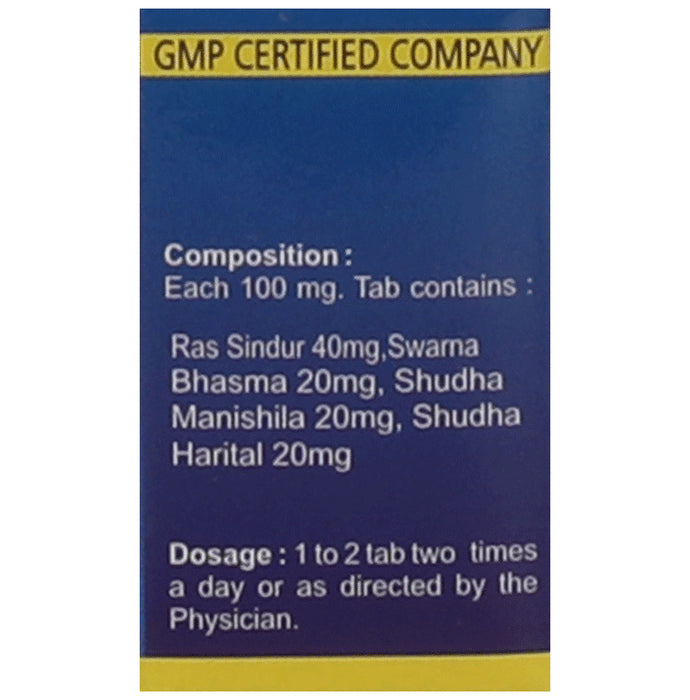 GMP CERTIFIED COMPANY
Composition :
Each 100 mg. Tab contains :
Ras Sindur 40mg,Swarna
Bhasma 20mg, Shudha
Manishila 20mg, Shudha
Harital 20mg
Dosage : 1 to 2 tab two times
a day or as directed by the
Physician.